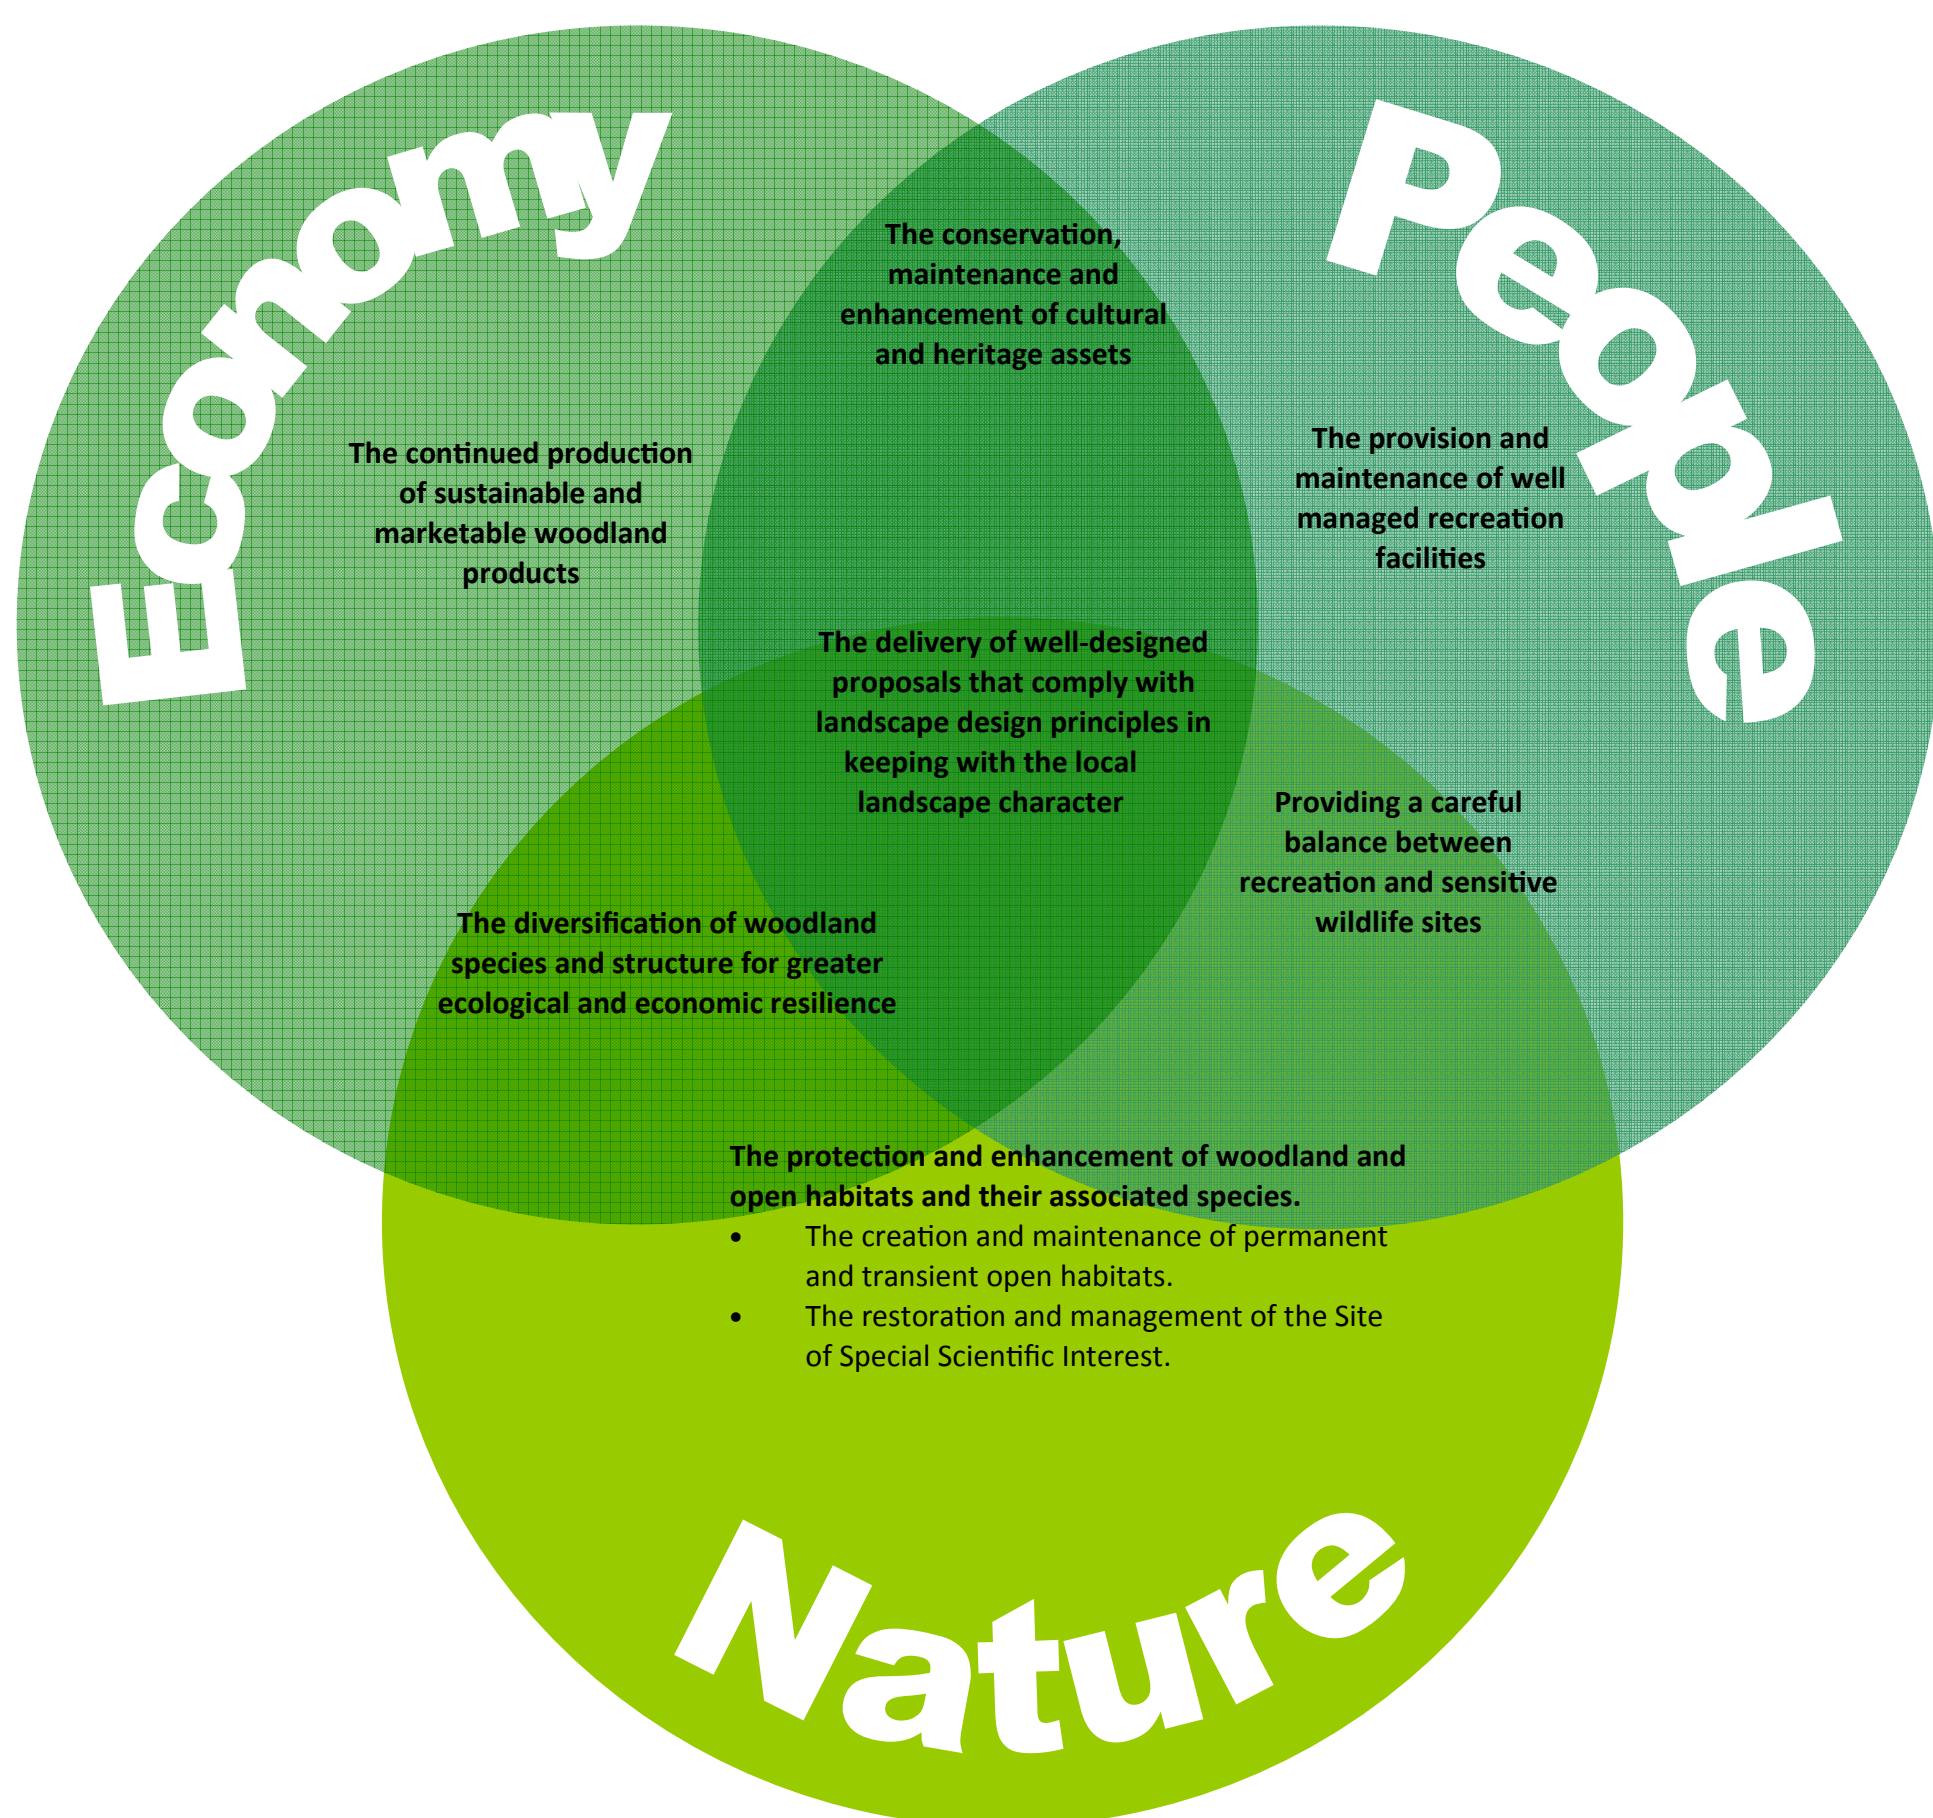 Economy
People
The conservation,
maintenance and
enhancement of cultural
and heritage assets
The continued production
of sustainable and
marketable woodland
products
The provision and
maintenance of well
managed recreation
facilities
The delivery of well-designed
proposals that comply with
landscape design principles in
keeping with the local
landscape character
Providing a careful
balance between
recreation and sensitive
wildlife sites
The diversification of woodland
species and structure for greater
ecological and economic resilience
The protection and enhancement of woodland and
open habitats and their associated species.
• The creation and maintenance of permanent
and transient open habitats.
• The restoration and management of the Site
of Special Scientific Interest.
Nature